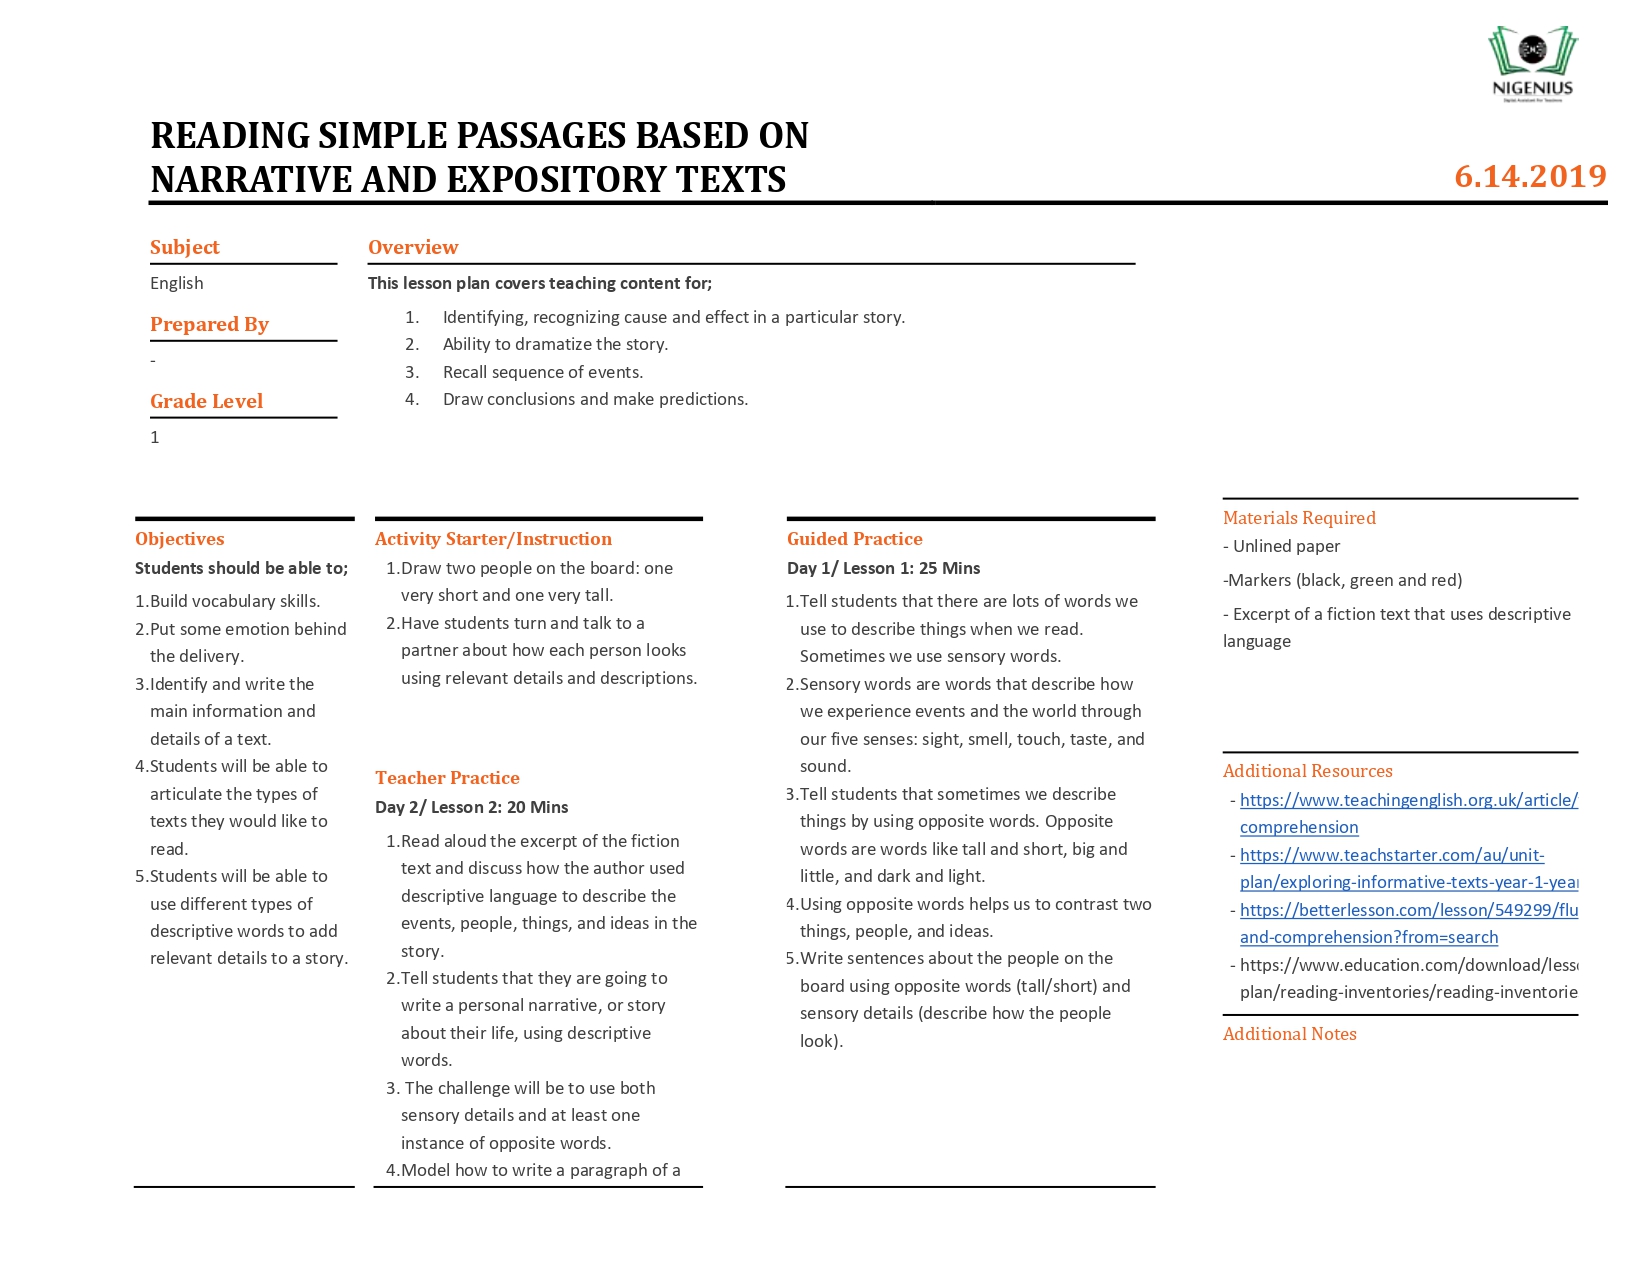 NIGENIUS
READING SIMPLE PASSAGES BASED ON
NARRATIVE AND EXPOSITORY TEXTS
6.14.2019
Subject
English
Prepared By
-
Grade Level
1
Overview
This lesson plan covers teaching content for;
1. Identifying, recognizing cause and effect in a particular story.
2. Ability to dramatize the story.
3. Recall sequence of events.
4. Draw conclusions and make predictions.
Objectives
Students should be able to;
1.Build vocabulary skills.
2.Put some emotion behind
the delivery.
3.Identify and write the
main information and
details of a text.
4.Students will be able to
articulate the types of
texts they would like to
read.
5.Students will be able to
use different types of
descriptive words to add
relevant details to a story.
Activity Starter/Instruction
1.Draw two people on the board: one
very short and one very tall.
2.Have students turn and talk to a
partner about how each person looks
using relevant details and descriptions.
Teacher Practice
Day 2/ Lesson 2: 20 Mins
1.Read aloud the excerpt of the fiction
text and discuss how the author used
descriptive language to describe the
events, people, things, and ideas in the
story.
2.Tell students that they are going to
write a personal narrative, or story
about their life, using descriptive
words.
3. The challenge will be to use both
sensory details and at least one
instance of opposite words.
4.Model how to write a paragraph of a
Guided Practice
Day 1/ Lesson 1: 25 Mins
1.Tell students that there are lots of words we
use to describe things when we read.
Sometimes we use sensory words.
2.Sensory words are words that describe how
we experience events and the world through
our five senses: sight, smell, touch, taste, and
sound.
3.Tell students that sometimes we describe
things by using opposite words. Opposite
words are words like tall and short, big and
little, and dark and light.
4.Using opposite words helps us to contrast two
things, people, and ideas.
5.Write sentences about the people on the
board using opposite words (tall/short) and
sensory details (describe how the people
look).
Materials Required
- Unlined paper
-Markers (black, green and red)
- Excerpt of a fiction text that uses descriptive
language
Additional Resources
- https://www.teachingenglish.org.uk/article/
comprehension
- https://www.teachstarter.com/au/unit-
plan/exploring-informative-texts-year-1-year
- https://betterlesson.com/lesson/549299/flu
and-comprehension?from=search
- https://www.education.com/download/less
plan/reading-inventories/reading-inventorie
Additional Notes